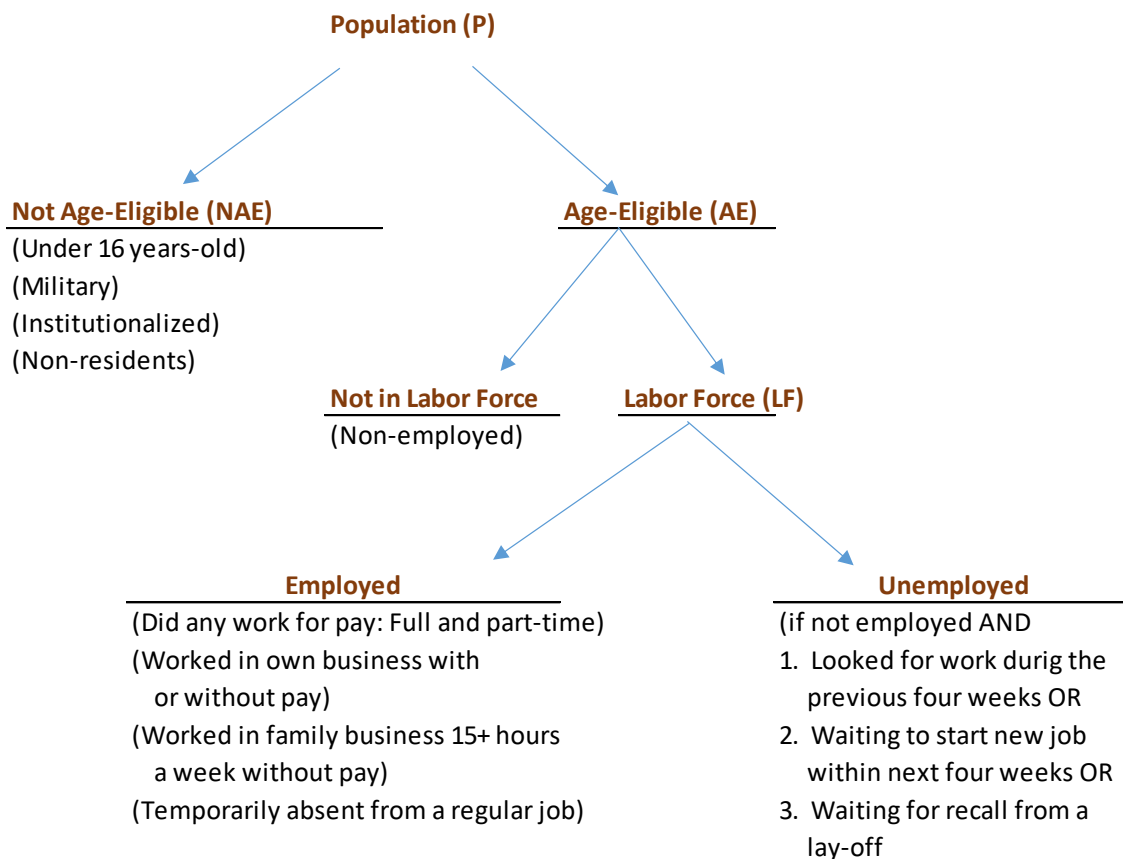 Population (P)
Not Age-Eligible (NAE)
(Under 16 years-old)
(Military)
(Institutionalized)
(Non-residents)
Age-Eligible (AE)
Not in Labor Force
(Non-employed)
Labor Force (LF)
Employed
(Did any work for pay: Full and part-time)
(Worked in own business with
or without pay)
(Worked in family business 15+ hours
a week without pay)
(Temporarily absent from a regular job)
Unemployed
(if not employed AND
1. Looked for work durig the
previous four weeks OR
2. Waiting to start new job
within next four weeks OR
3. Waiting for recall from a
lay-off